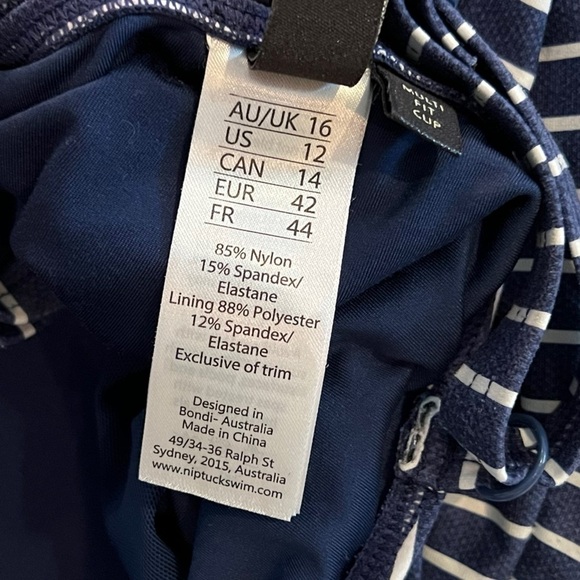 AU/UK 16
US 12
CAN 14
EUR 42
FR 44
85% Nylon
15% Spandex/
Elastane
Lining 88% Polyester
12% Spandex/
Elastane
Exclusive of trim
Designed in
Bondi- Australia
Made in China
49/34-36 Ralph St
Sydney, 2015, Australia
www.niptuckswim.com
MULTI
FIT
CUP